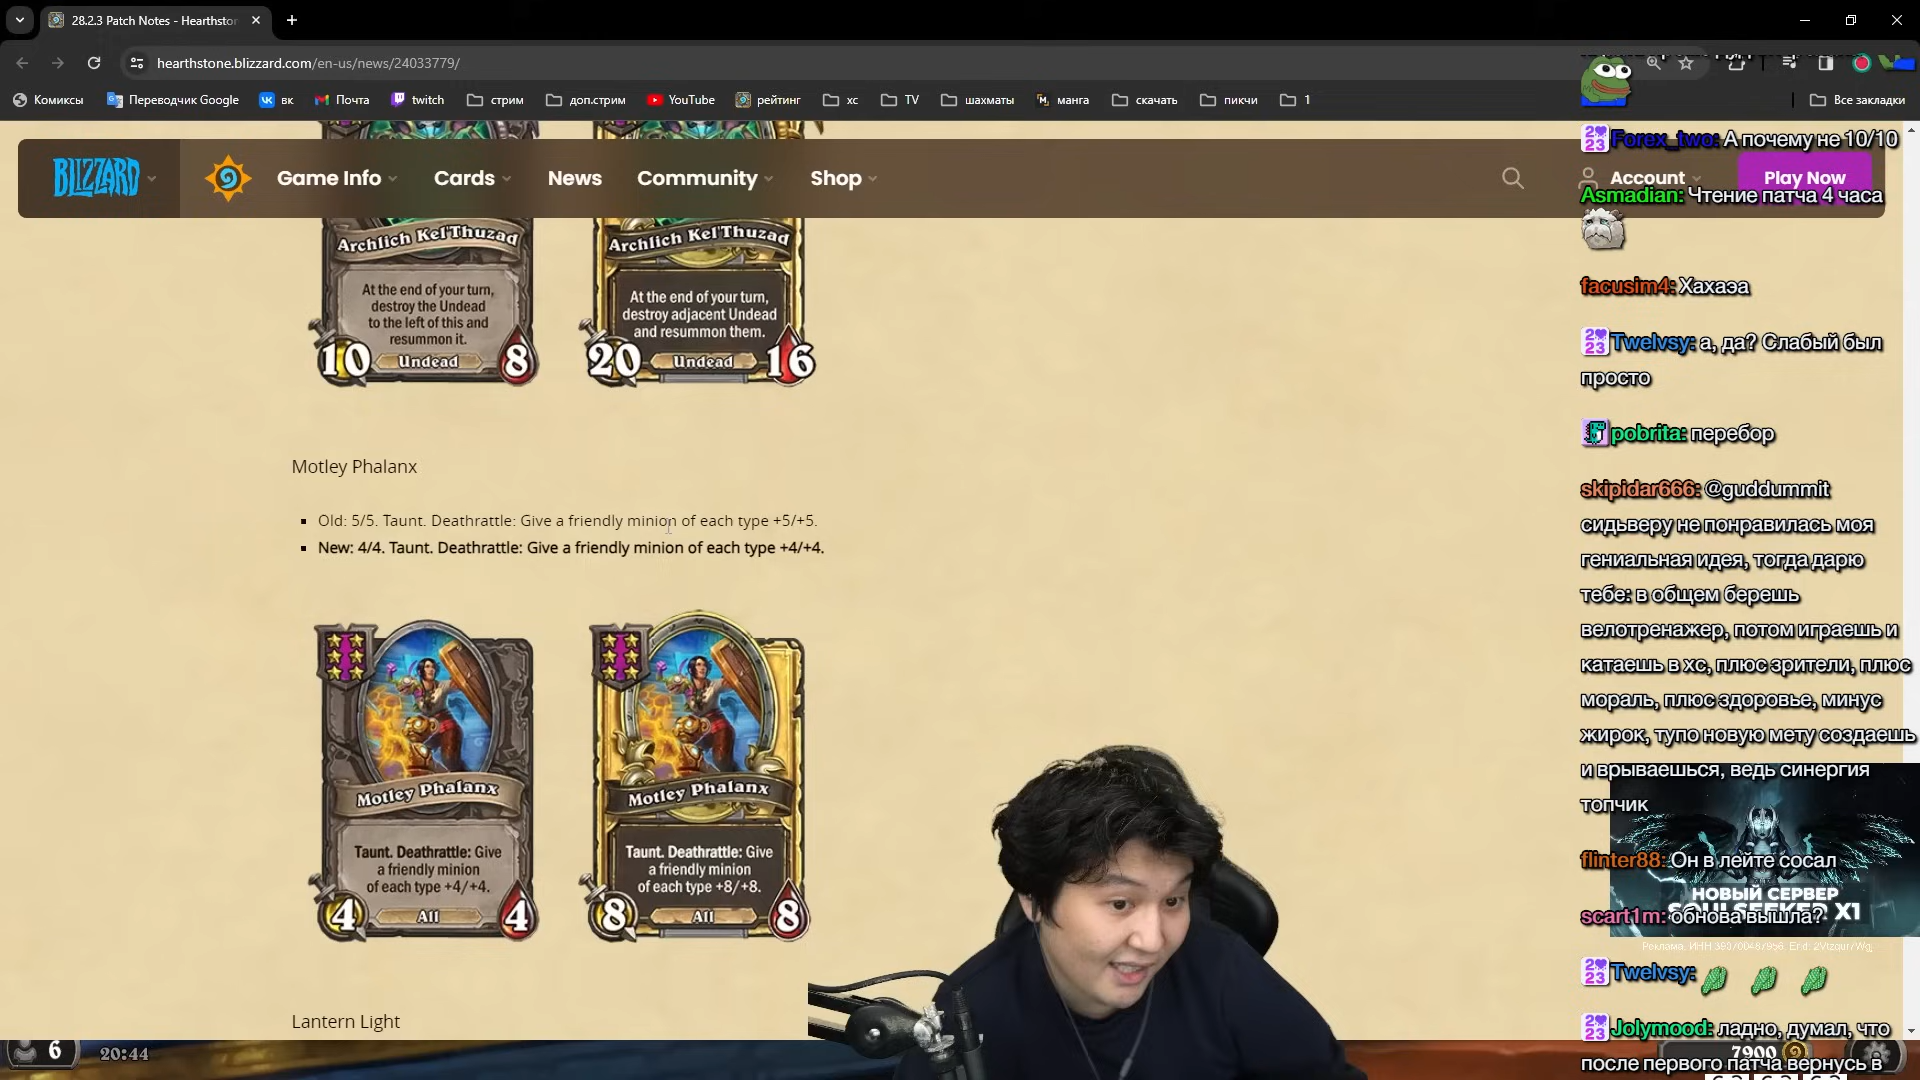 28.2.3 Patch Notes - Hearthsto
hearthstone.blizzard.com/en-us/news/24033779/
Комиксы
Переводчик Google
вк
Почта
twitch
стрим
доп.стрим
YouTube
рейтинг
хс
TV
шахматы
манга
скачать
пикчи
1
Все закладки
BLIZZARD
Game Info
Cards
News
Community
Shop
Account
Play Now
Archlich Kel'Thuzad
At the end of your turn,
destroy the Undead
to the left of this and
resummon it.
10
Undead
8
Archlich Kel'Thuzad
At the end of your turn,
destroy adjacent Undead
and resummon them.
20
Undead
16
Motley Phalanx
Old: 5/5. Taunt. Deathrattle: Give a friendly minion of each type +5/+5.
New: 4/4. Taunt. Deathrattle: Give a friendly minion of each type +4/+4.
Motley Phalanx
Taunt. Deathrattle: Give
a friendly minion
of each type +4/+4.
4
All
4
Motley Phalanx
Taunt. Deathrattle: Give
a friendly minion
of each type +8/+8.
8
All
8
Lantern Light
6
20:44
7900
Forex_two: А почему не 10/10
Asmadian: Чтение патча 4 часа
facusim4: Хахаэа
Twelvsy: а, да? Слабый был
просто
pobrita: перебор
skipidar666: @guddummit
сидьверу не понравилась моя
гениальная идея, тогда дарю
тебе: в общем берешь
велотренажер, потом играешь и
катаешь в хс, плюс зрители, плюс
мораль, плюс здоровье, минус
жирок, тупо новую мету создаешь
и врываешься, ведь синергия
топчик
flinter88: Он в лейте сосал
НОВЫЙ СЕРВЕР
SOULSEEKER X1
scart1m: обнова вышла?
Twelvsy:
Jolymood: ладно, думал, что
после первого патча вернусь в